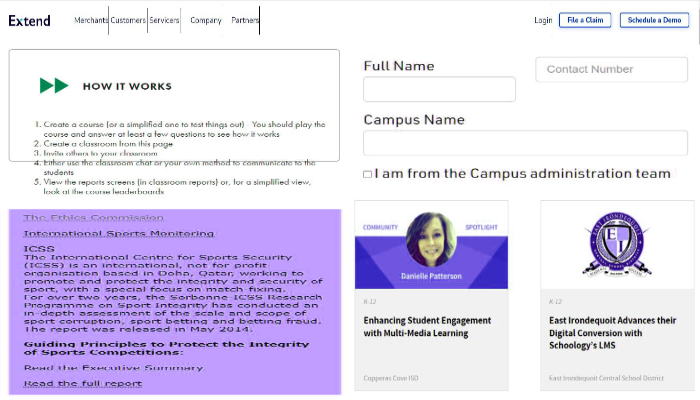 Extend
Merchants Customers Servicers Company Partners
Login File a Claim Schedule a Demo
HOW IT WORKS
1. Create a course (or a simplified one to test things out) - You should play the
course and answer at least a few questions to see how it works
2. Create a classroom from this page
3. Invite others to your classroom
4. Either use the classroom chat or your own method to communicate to the
students
5. View the reports screens (in classroom reports) or, for a simplified view,
look at the course leaderboards
Full Name
Contact Number
Campus Name
I am from the Campus administration team
The Ethics Commission
International Sports Monitoring
ICSS
The International Centre for Sports Security
(ICSS) is an international, not for profit
organisation based in Doha, Qatar, working to
promote and protect the integrity and security of
sport, with a special focus on match fixing.
For over two years, the Sorbonne-ICSS Research
Programme on Sport Integrity has conducted an
in-depth assessment of the scale and scope of
sport corruption, sport betting and betting fraud.
The report was released in May 2014.
Guiding Principles to Protect the Integrity
of Sports Competitions:
Read the Executive Summary
Read the full report
COMMUNITY SPOTLIGHT
Danielle Patterson
K-12
Enhancing Student Engagement
with Multi-Media Learning
Copperas Cove ISD
EAST IRONDEQUOIT
E I
K-12
East Irondequoit Advances their
Digital Conversion with
Schoology's LMS
East Irondequoit Central School District